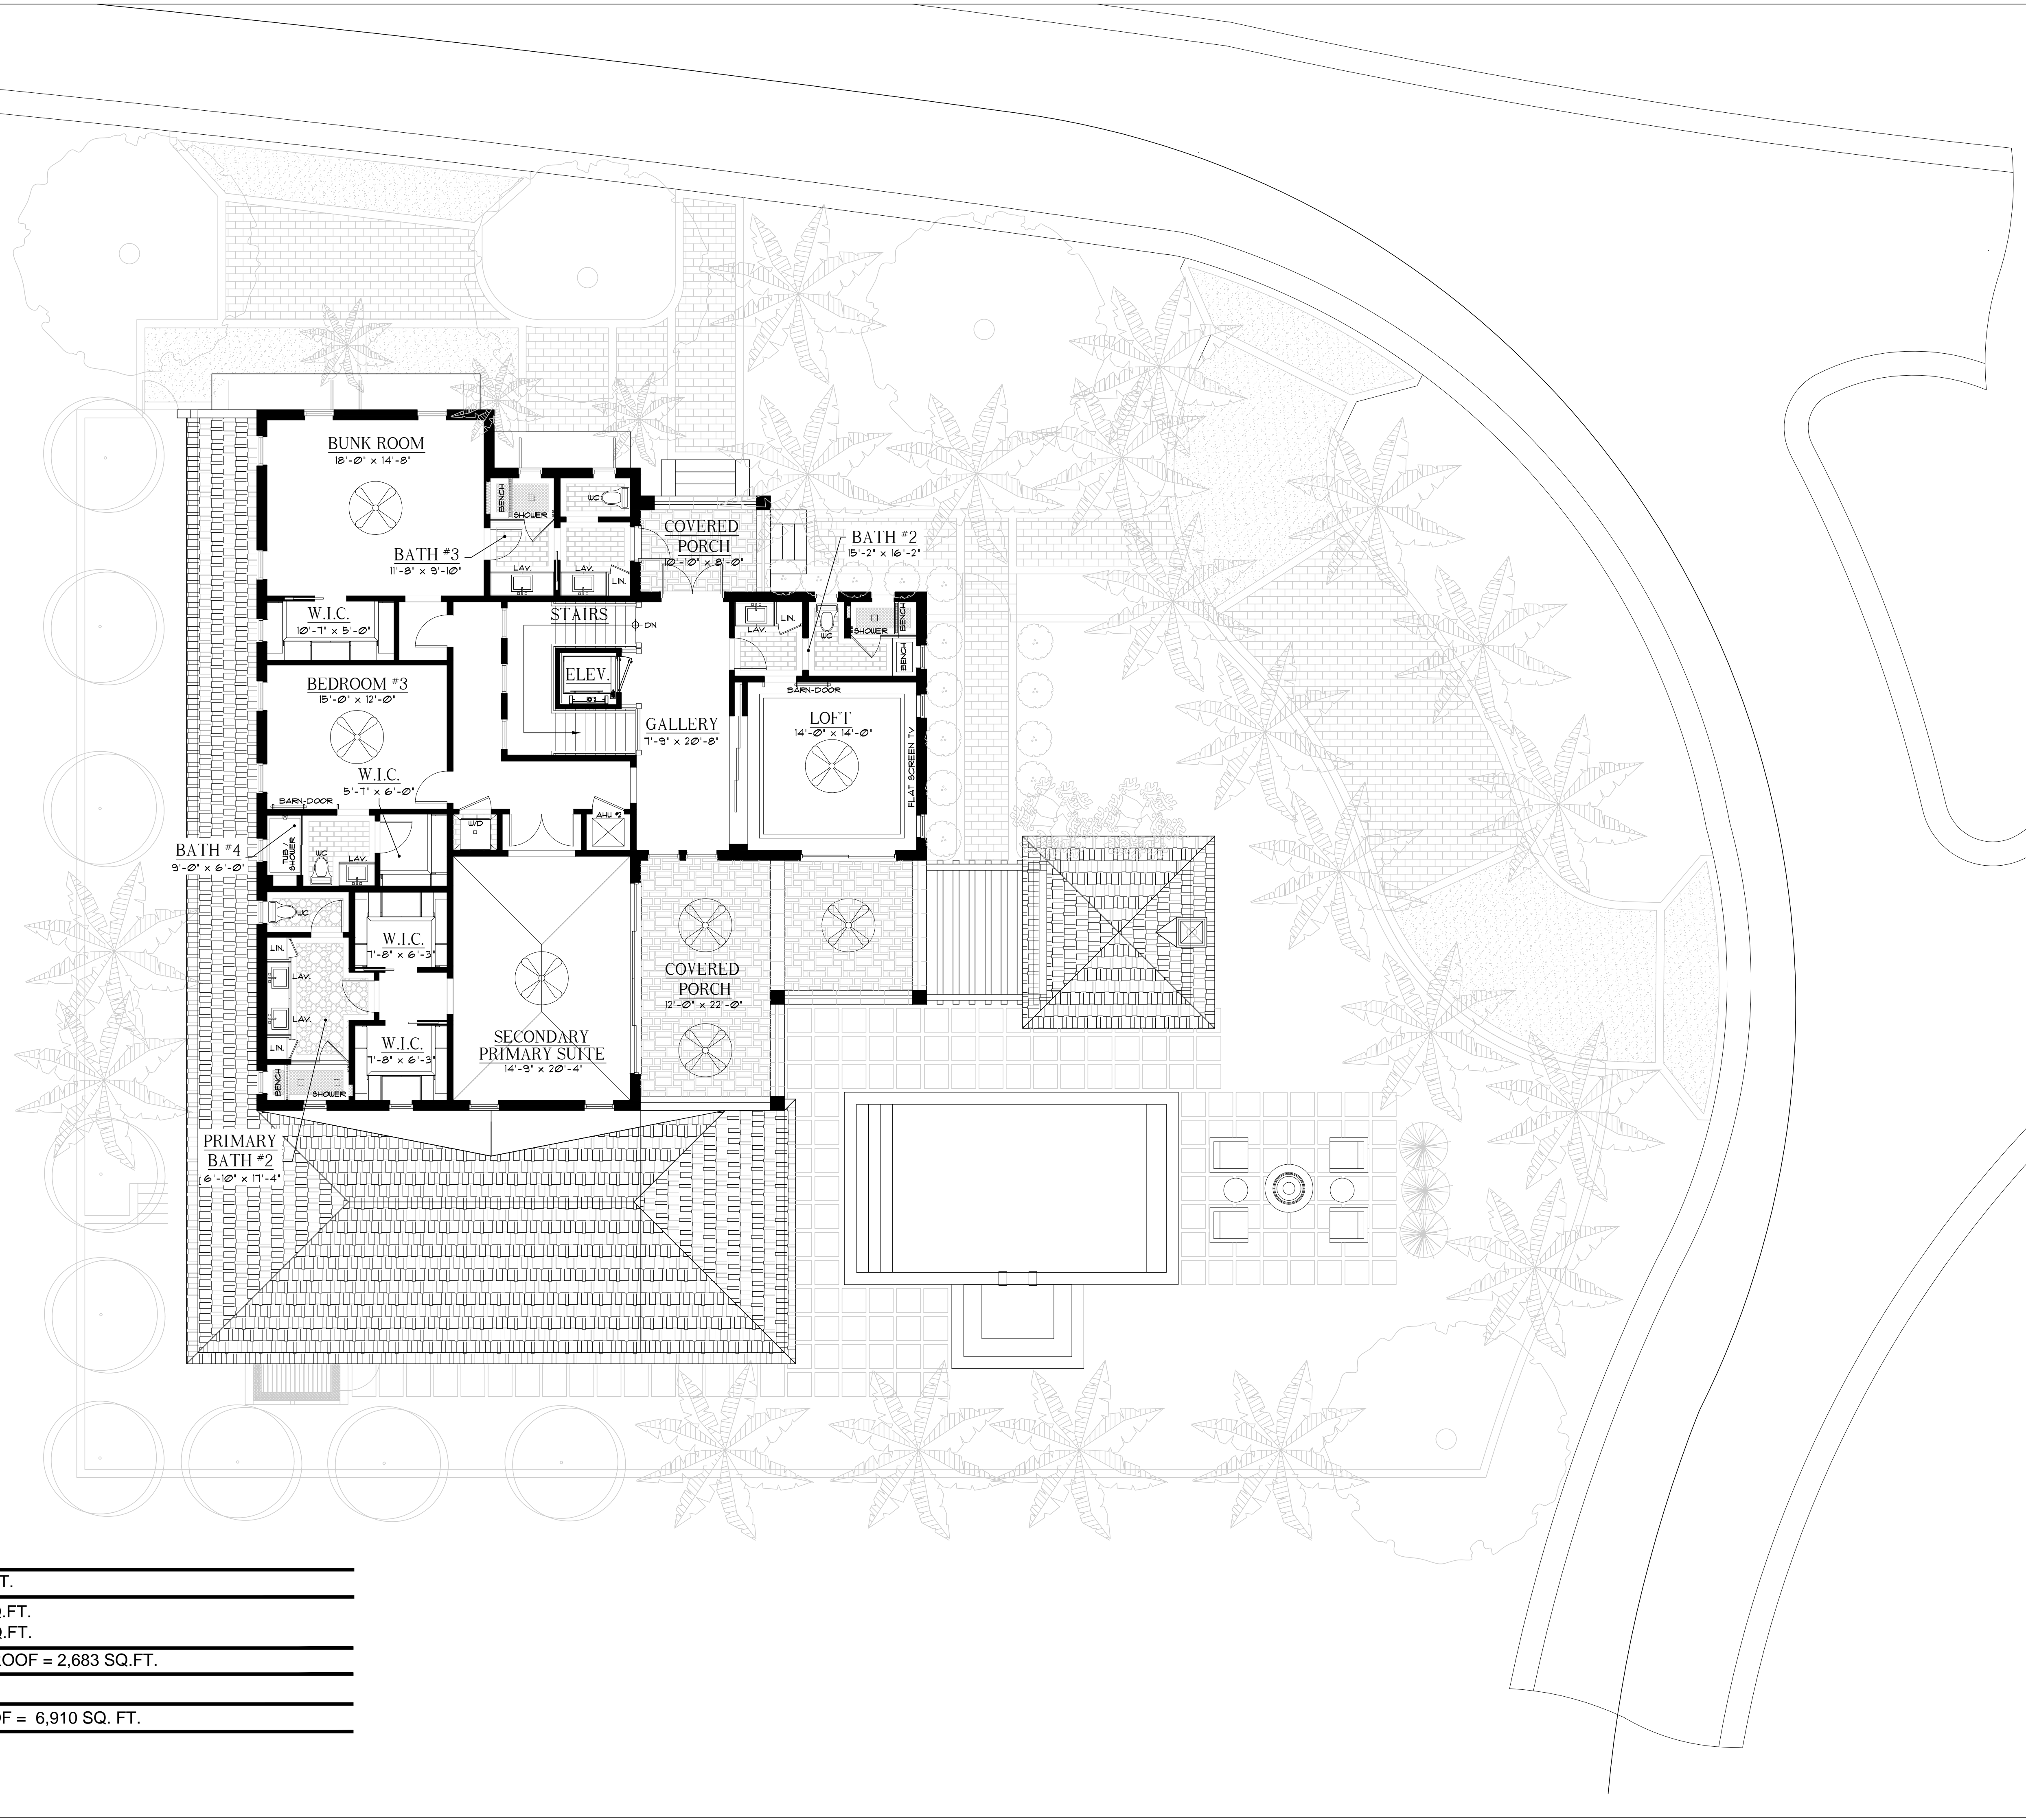 BUNK ROOM
18'-0" x 14'-8"
BENCH
SHOWER
WC
BATH #3
11'-8" x 9'-10"
LAV.
LAV.
LIN.
COVERED
PORCH
10'-10" x 8'-0"
BATH #2
15'-2" x 16'-2"
W.I.C.
10'-7" x 5'-0"
STAIRS
DN
ELEV.
LAV.
LIN.
WC
SHOWER
BENCH
BENCH
BEDROOM #3
15'-0" x 12'-0"
GALLERY
7'-9" x 20'-8"
BARN-DOOR
LOFT
14'-0" x 14'-0"
FLAT SCREEN TV
W.I.C.
5'-7" x 6'-0"
BARN-DOOR
W/D
AHU #2
BATH #4
9'-0" x 6'-0"
TUB /
SHOWER
WC
LAV.
WC
LIN.
LAV.
LAV.
LIN.
W.I.C.
7'-8" x 6'-3"
W.I.C.
7'-8" x 6'-3"
BENCH
SHOWER
SECONDARY
PRIMARY SUITE
14'-9" x 20'-4"
COVERED
PORCH
12'-0" x 22'-0"
PRIMARY
BATH #2
6'-10" x 17'-4"
T.
.FT.
.FT.
OOF = 2,683 SQ.FT.
F = 6,910 SQ. FT.